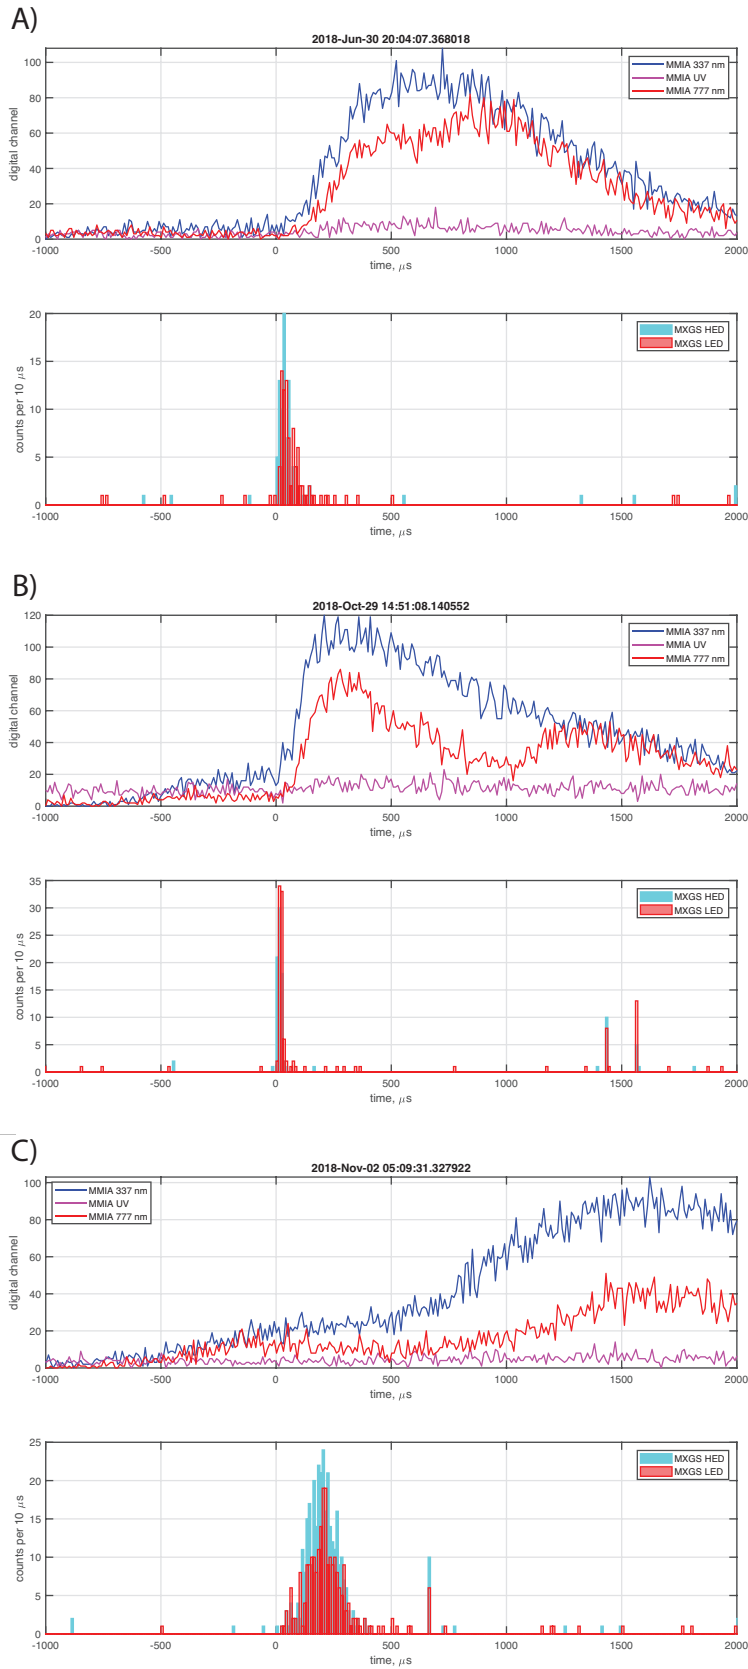 A)
2018-Jun-30 20:04:07.368018
MMIA 337 nm
MMIA UV
MMIA 777 nm
digital channel
100
80
60
40
20
0
-1000 -500 0 500 1000 1500 2000
time, μs
MXGS HED
MXGS LED
counts per 10 μs
20
15
10
5
0
-1000 -500 0 500 1000 1500 2000
time, μs
B)
2018-Oct-29 14:51:08.140552
MMIA 337 nm
MMIA UV
MMIA 777 nm
digital channel
120
100
80
60
40
20
0
-1000 -500 0 500 1000 1500 2000
time, μs
MXGS HED
MXGS LED
counts per 10 μs
35
30
25
20
15
10
5
0
-1000 -500 0 500 1000 1500 2000
time, μs
C)
2018-Nov-02 05:09:31.327922
MMIA 337 nm
MMIA UV
MMIA 777 nm
digital channel
100
80
60
40
20
0
-1000 -500 0 500 1000 1500 2000
time, μs
MXGS HED
MXGS LED
counts per 10 μs
25
20
15
10
5
0
-1000 -500 0 500 1000 1500 2000
time, μs